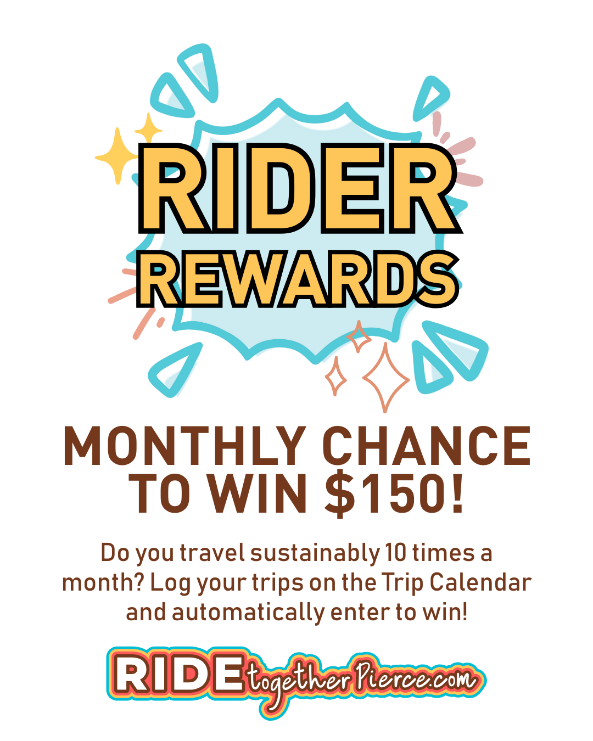 RIDER
REWARDS
MONTHLY CHANCE
TO WIN $150!
Do you travel sustainably 10 times a
month? Log your trips on the Trip Calendar
and automatically enter to win!
RIDEtogetherPierce.com